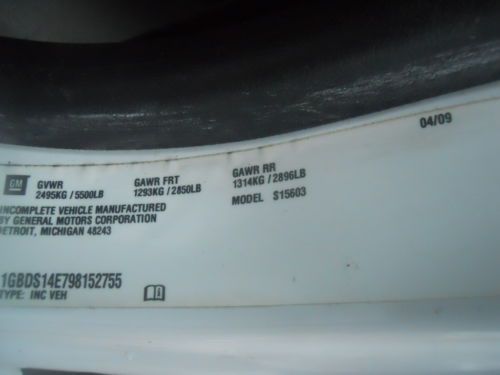 04/09
GM GVWR GAWR FRT GAWR RR
2495KG / 5500LB 1293KG / 2850LB 1314KG / 2896LB
INCOMPLETE VEHICLE MANUFACTURED MODEL S15603
BY GENERAL MOTORS CORPORATION
DETROIT, MICHIGAN 48243
1GBDS14E798152755
TYPE: INC VEH